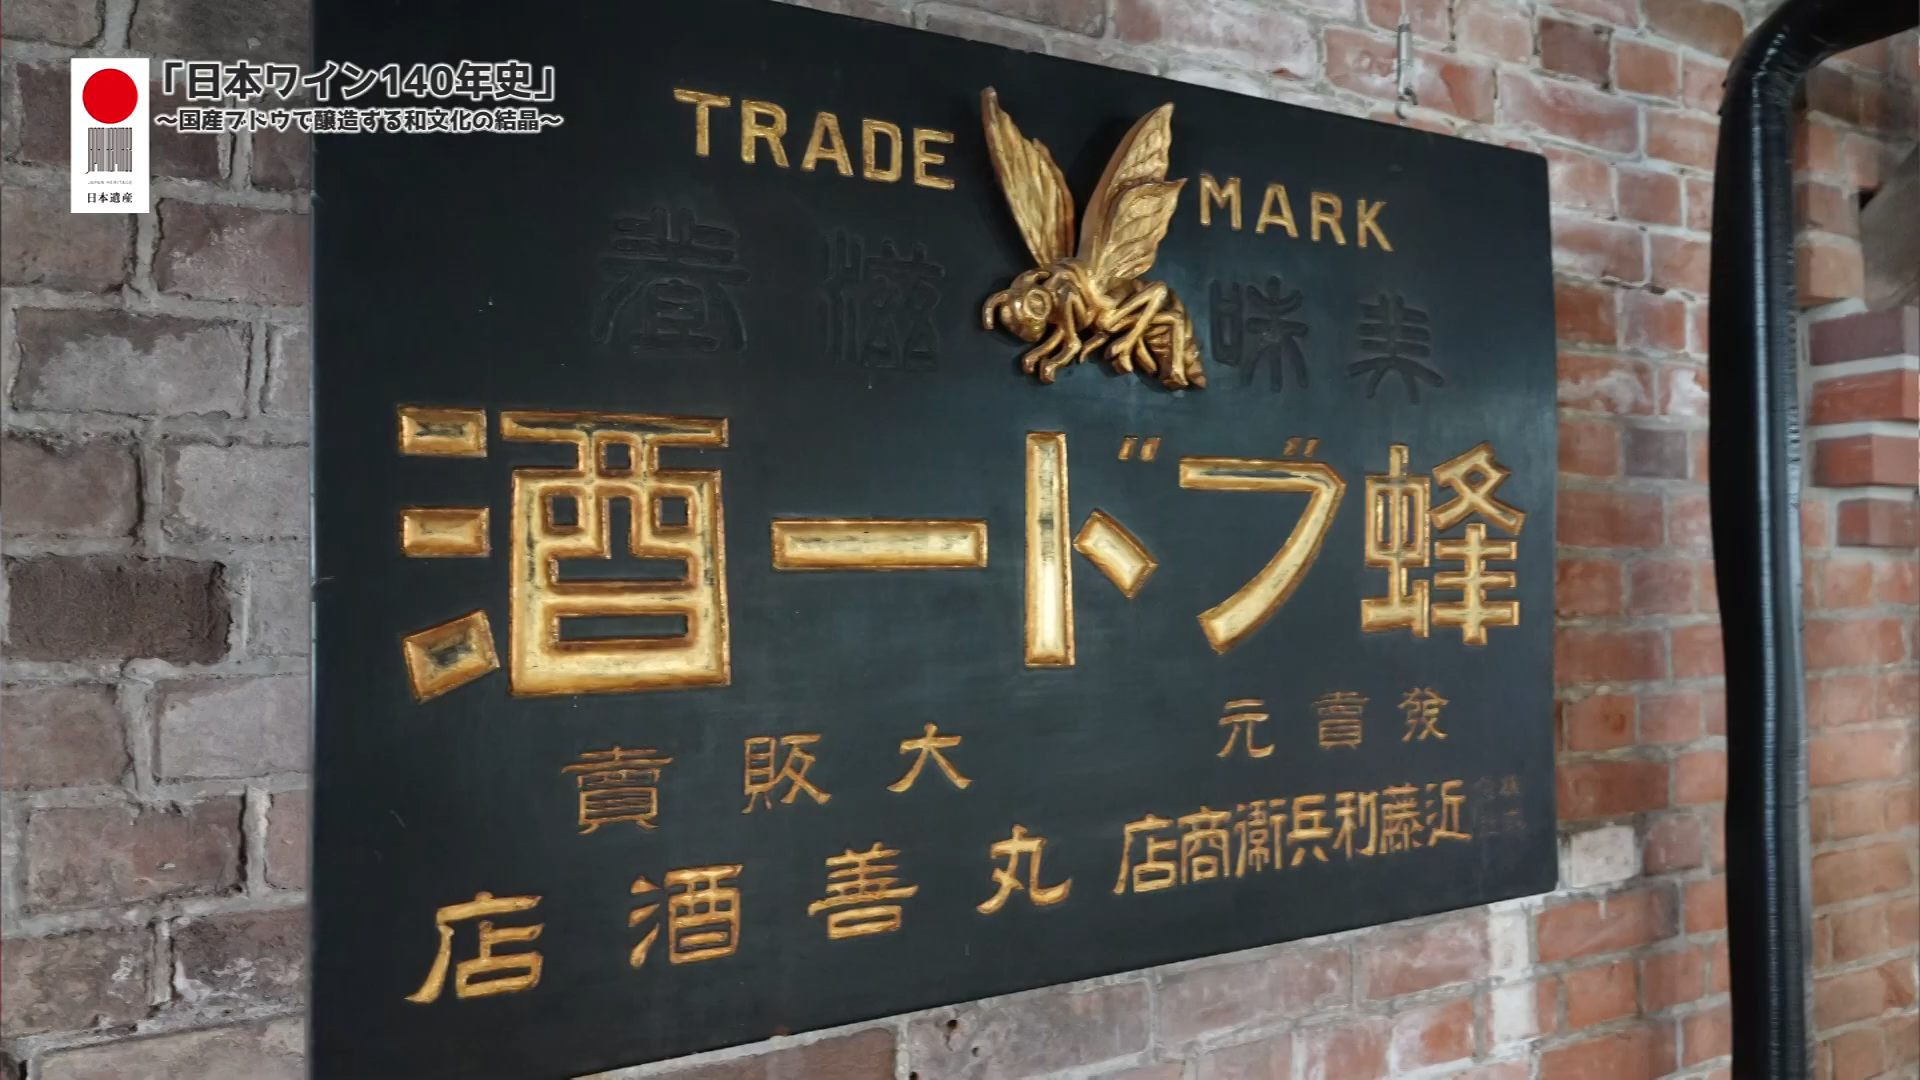 「日本ワイン140年史」
～国産ブドウで醸造する和文化の結晶～
JAPAN HERITAGE
日本遺産
TRADE MARK
美味滋養
蜂ブドー酒
發賣元
近藤利兵衛商店
大販賣
丸善酒店